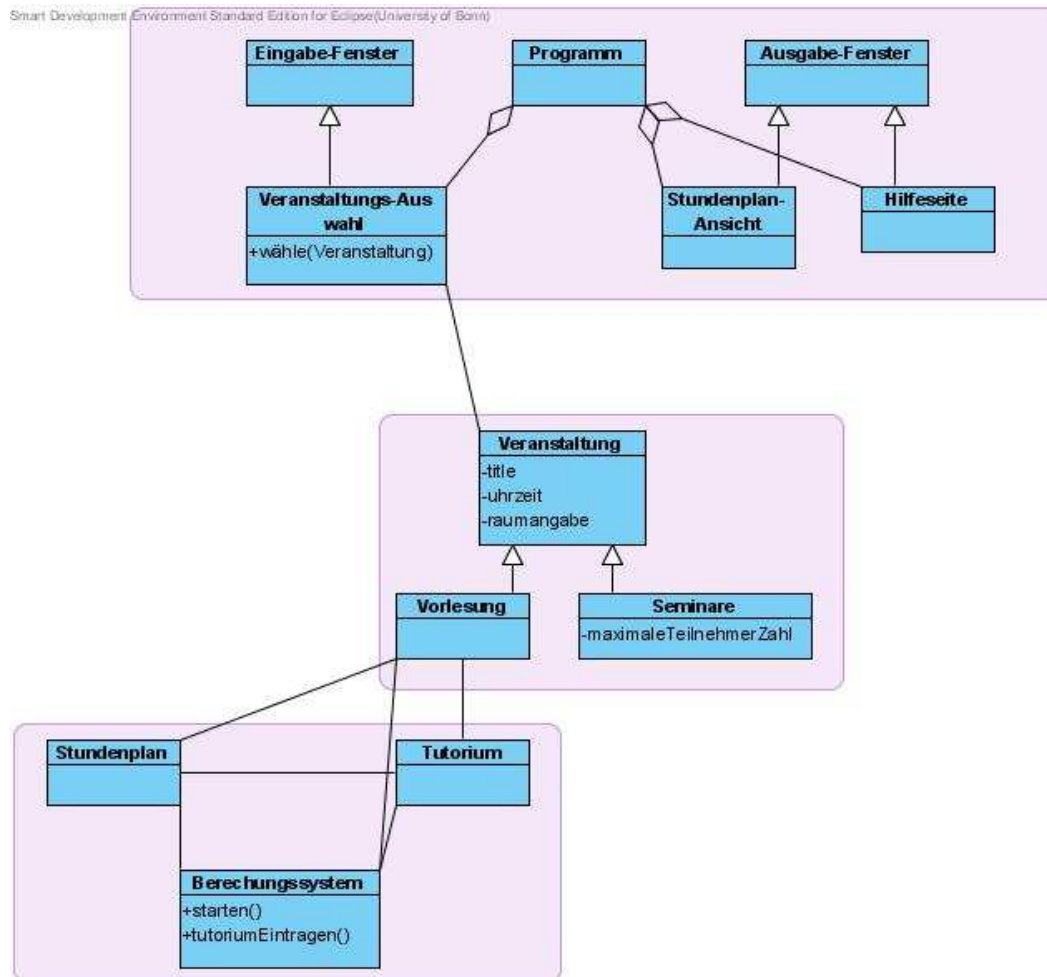 Smart Development Environment Standard Edition for Eclipse(University of Bonn)
Eingabe-Fenster
Programm
Ausgabe-Fenster
Veranstaltungs-Aus
wahl
+wähle(Veranstaltung)
Stundenplan-
Ansicht
Hilfeseite
Veranstaltung
-title
-uhrzeit
-raumangabe
Vorlesung
Seminare
-maximaleTeilnehmerZahl
Stundenplan
Tutorium
Berechungssystem
+starten()
+tutoriumEintragen()